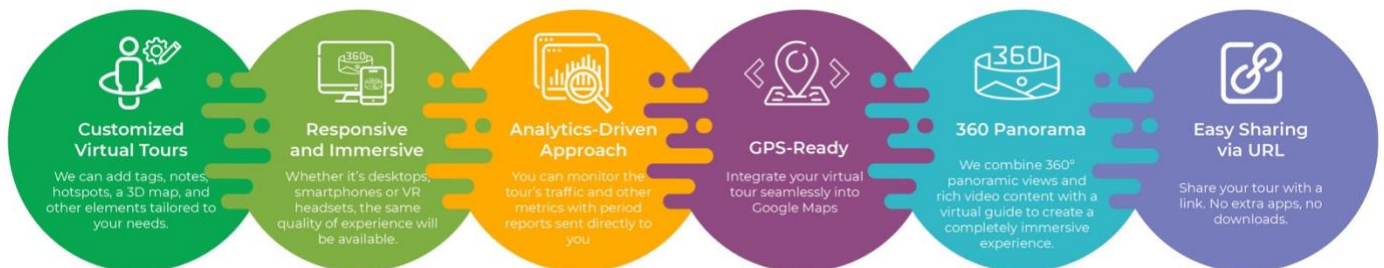 Customized
Virtual Tours
We can add tags, notes,
hotspots, a 3D map, and
other elements tailored to
your needs.
360
360
Responsive
and Immersive
Whether it's desktops,
smartphones or VR
headsets, the same
quality of experience will
be available.
Analytics-Driven
Approach
You can monitor the
tour's traffic and other
metrics with period
reports sent directly to
you
GPS-Ready
Integrate your virtual
tour seamlessly into
Google Maps
360
360 Panorama
We combine 360°
panoramic views and
rich video content with a
virtual guide to create a
completely immersive
experience.
Easy Sharing
via URL
Share your tour with a
link. No extra apps, no
downloads.